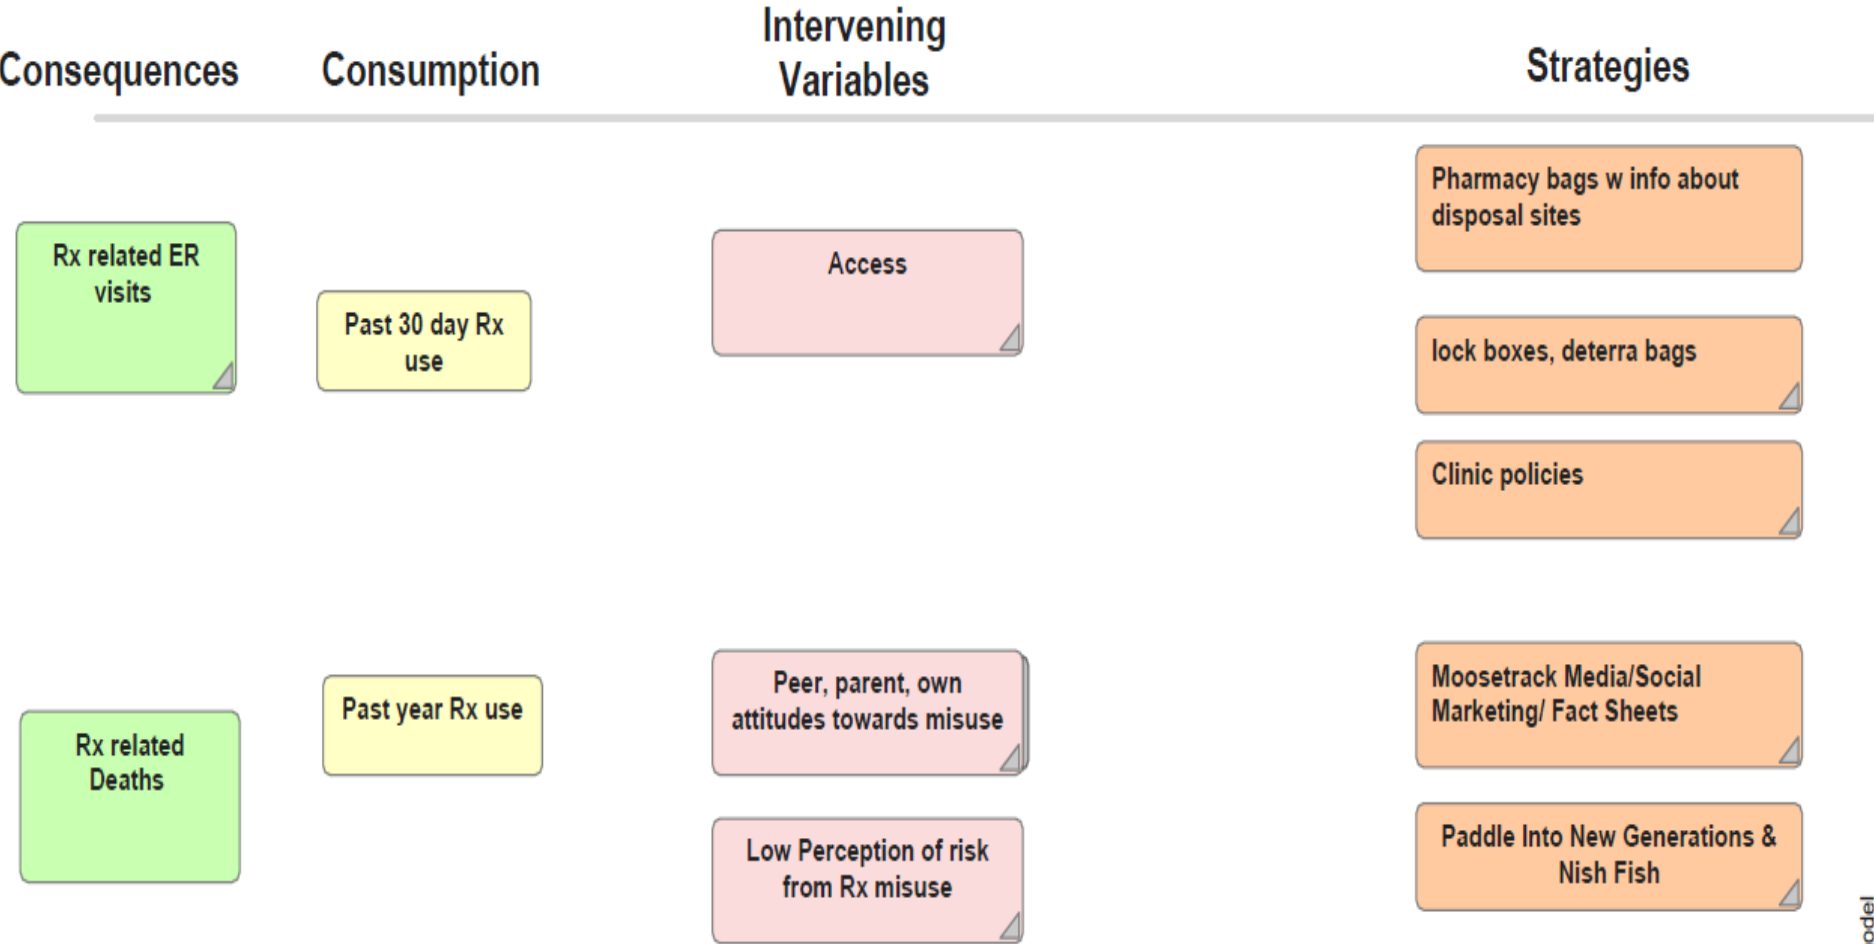 Consequences
Consumption
Intervening
Variables
Strategies
Rx related ER
visits
Past 30 day Rx
use
Access
Pharmacy bags w info about
disposal sites
lock boxes, deterra bags
Clinic policies
Rx related
Deaths
Past year Rx use
Peer, parent, own
attitudes towards misuse
Low Perception of risk
from Rx misuse
Moosetrack Media/Social
Marketing/ Fact Sheets
Paddle Into New Generations &
Nish Fish
odel